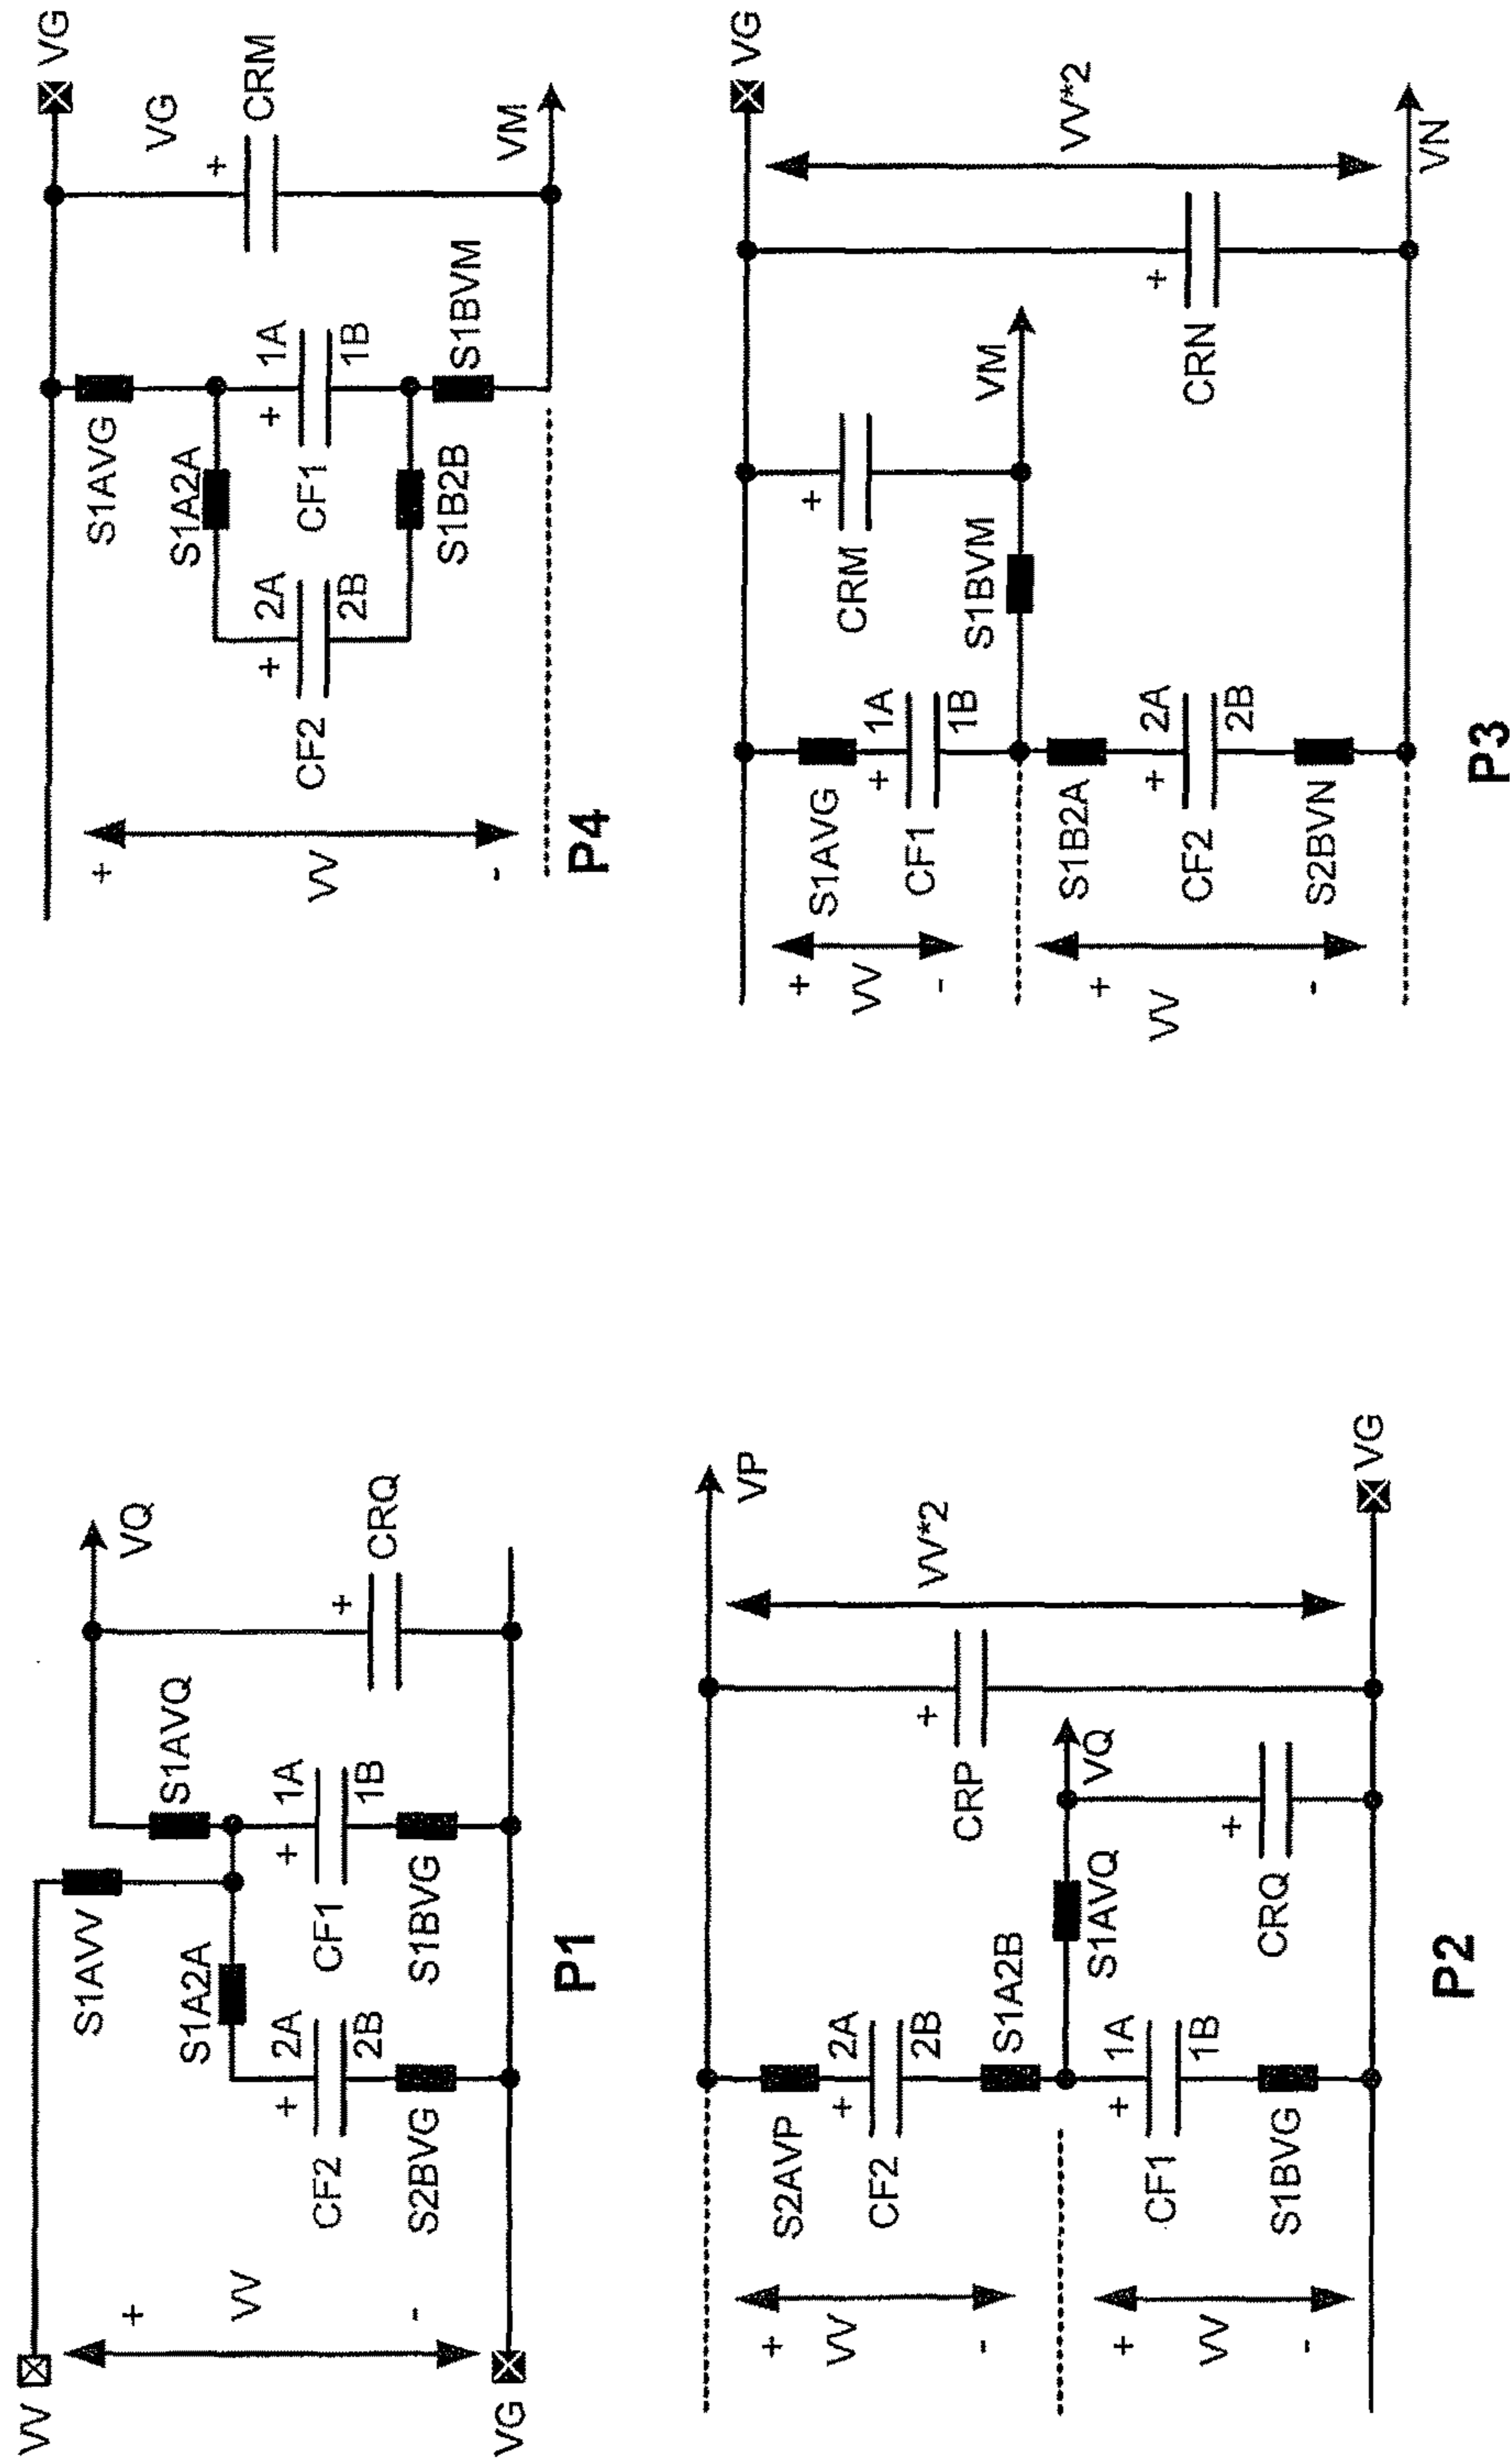 VV
+
VV
-
VG
S1AVV
S1AVQ
VQ
S1A2A
+
2A
CF2
2B
S2BVG
+
1A
CF1
1B
S1BVG
+
CRQ
P1
+
VV
-
+
VV
-
S2AVP
+
2A
CF2
2B
S1A2B
+
1A
CF1
1B
S1BVG
S1AVQ
VQ
+
CRQ
+
CRP
VV*2
VP
VG
P2
+
VV
-
S1AVG
S1A2A
+
2A
CF2
2B
+
1A
CF1
1B
S1B2B
S1BVM
VG
+
CRM
VM
VG
P4
+
VV
-
+
VV
-
S1AVG
+
1A
CF1
1B
S1B2A
+
2A
CF2
2B
S2BVN
S1BVM
+
CRM
VM
+
CRN
VV*2
VG
VN
P3